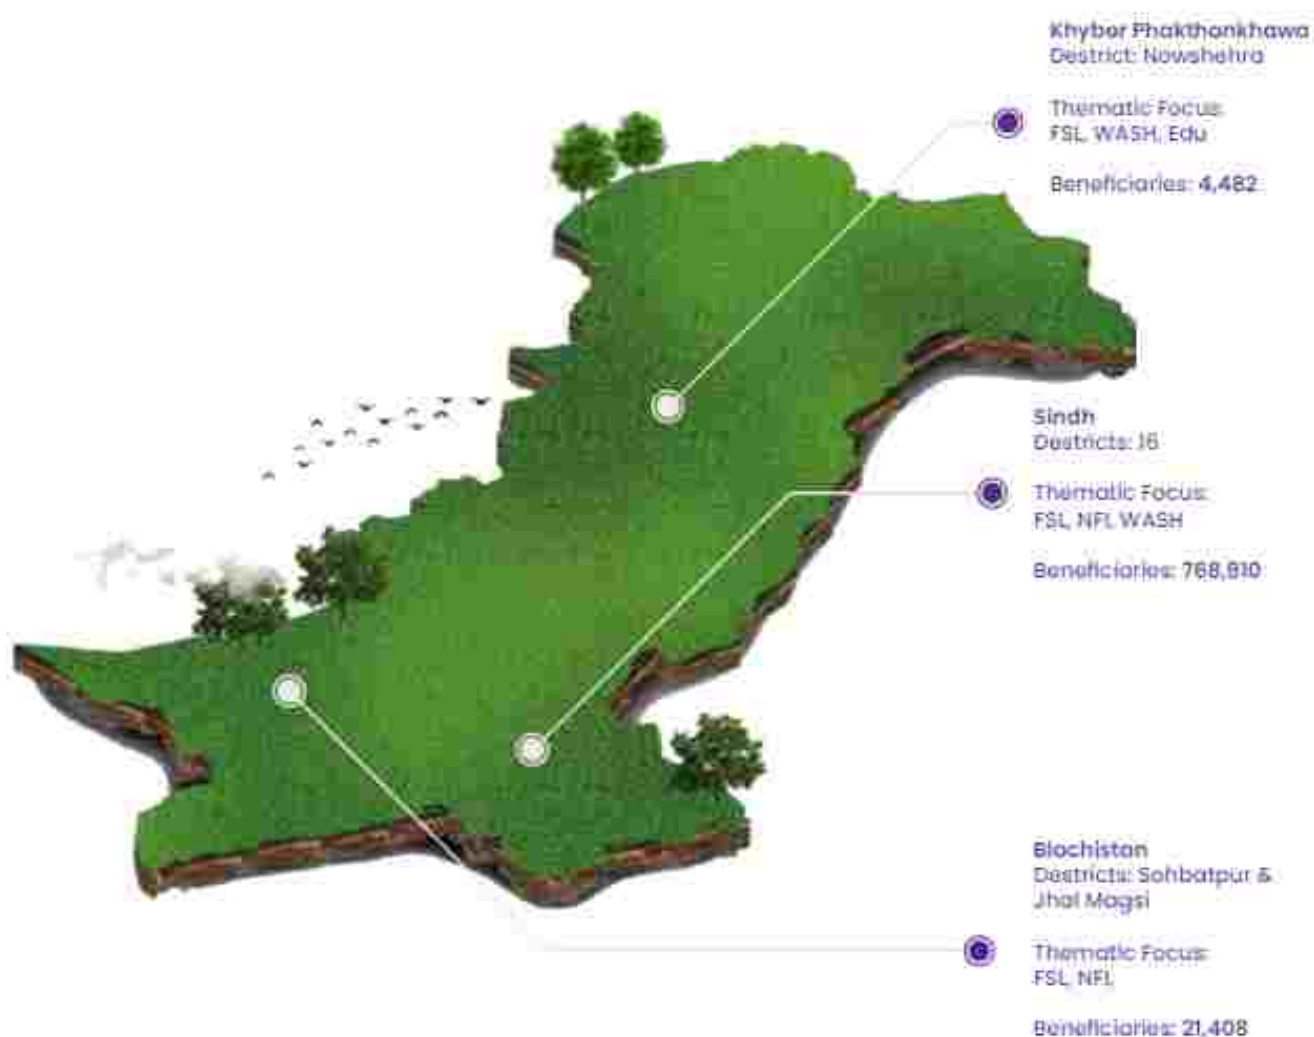 Khyber Phakthonkhawa
Destrict: Nowshehra
Thematic Focus:
FSL, WASH, Edu
Beneficiaries: 4,482
Sindh
Destricts: 16
Thematic Focus:
FSL, NFI, WASH
Beneficiaries: 768,910
Blochistan
Destricts: Sohbatpur &
Jhal Magsi
Thematic Focus:
FSL, NFI,
Beneficiaries: 21,408